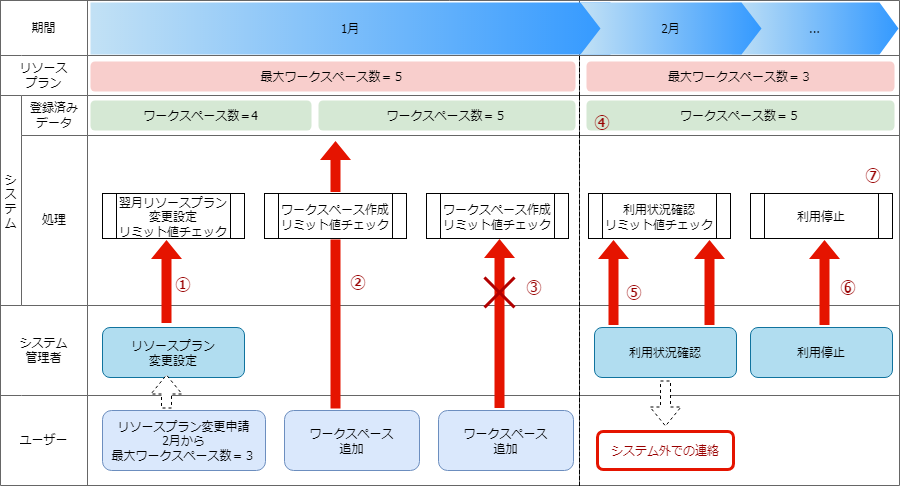 期間
1月
2月
...
リソース
プラン
最大ワークスペース数＝5
最大ワークスペース数＝3
システム
登録済み
データ
ワークスペース数＝4
ワークスペース数＝5
④
ワークスペース数＝5
処理
翌月リソースプラン
変更設定
リミット値チェック
ワークスペース作成
リミット値チェック
ワークスペース作成
リミット値チェック
利用状況確認
リミット値チェック
⑦
利用停止
①
②
③
⑤
⑥
システム
管理者
リソースプラン
変更設定
利用状況確認
利用停止
ユーザー
リソースプラン変更申請
2月から
最大ワークスペース数＝3
ワークスペース
追加
ワークスペース
追加
システム外での連絡